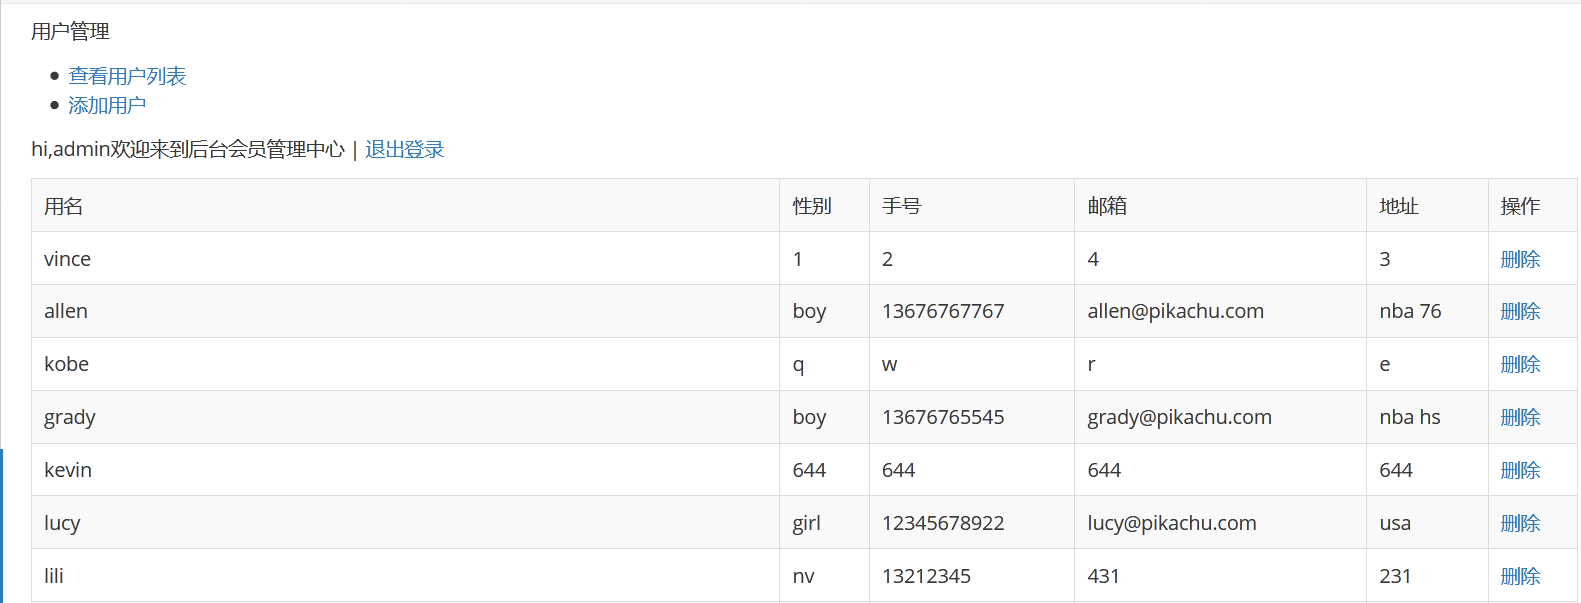 用户管理
查看用户列表
添加用户
hi,admin欢迎来到后台会员管理中心 | 退出登录
用名 性别 手号 邮箱 地址 操作
vince 1 2 4 3 删除
allen boy 13676767767 allen@pikachu.com nba 76 删除
kobe q w r e 删除
grady boy 13676765545 grady@pikachu.com nba hs 删除
kevin 644 644 644 644 删除
lucy girl 12345678922 lucy@pikachu.com usa 删除
lili nv 13212345 431 231 删除